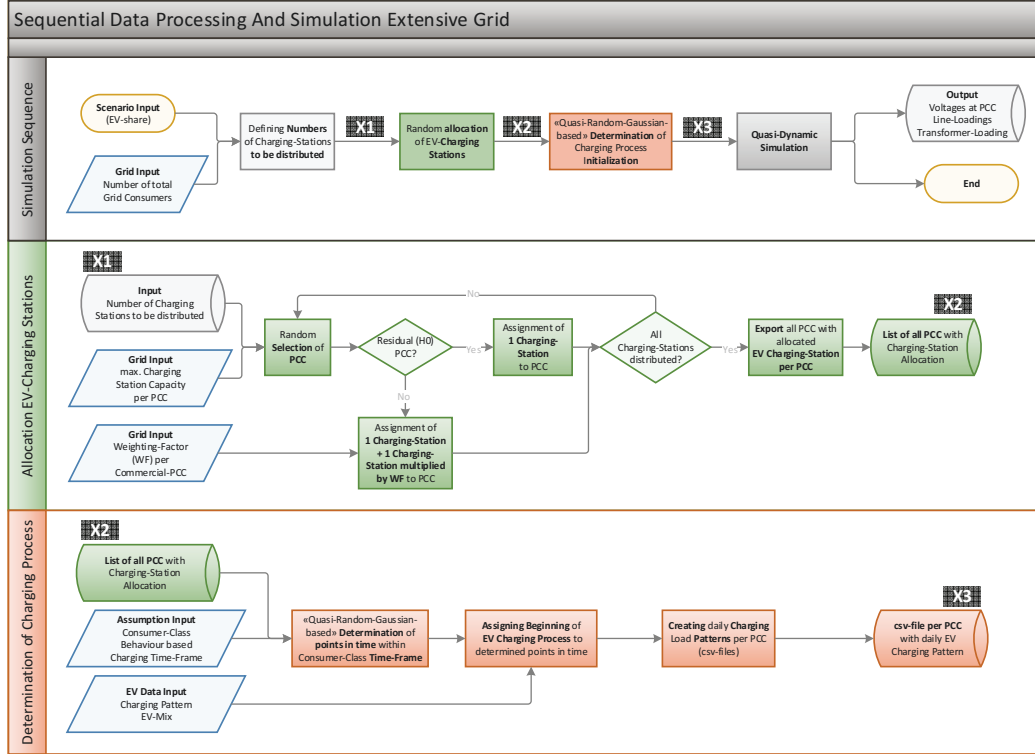 Sequential Data Processing And Simulation Extensive Grid
Simulation Sequence
Scenario Input
(EV-share)
Grid Input
Number of total
Grid Consumers
Defining Numbers
of Charging-Stations
to be distributed
X1
Random allocation
of EV-Charging
Stations
X2
«Quasi-Random-Gaussian-
based» Determination of
Charging Process
Initialization
X3
Quasi-Dynamic
Simulation
Output
Voltages at PCC
Line-Loadings
Transformer-Loading
End
Allocation EV-Charging Stations
X1
Input
Number of Charging
Stations to be distributed
Grid Input
max. Charging
Station Capacity
per PCC
Grid Input
Weighting-Factor
(WF) per
Commercial-PCC
Random
Selection of
PCC
Residual (H0)
PCC?
Yes
No
Assignment of
1 Charging-
Station
to PCC
Assignment of
1 Charging-Station
+ 1 Charging-
Station multiplied
by WF to PCC
No
All
Charging-Stations
distributed?
Yes
Export all PCC with
allocated
EV Charging-Station
per PCC
X2
List of all PCC with
Charging-Station
Allocation
Determination of Charging Process
X2
List of all PCC with
Charging-Station
Allocation
Assumption Input
Consumer-Class
Behaviour based
Charging Time-Frame
EV Data Input
Charging Pattern
EV-Mix
«Quasi-Random-Gaussian-
based» Determination of
points in time within
Consumer-Class Time-Frame
Assigning Beginning of
EV Charging Process to
determined points in time
Creating daily Charging
Load Patterns per PCC
(csv-files)
X3
csv-file per PCC
with daily EV
Charging Pattern